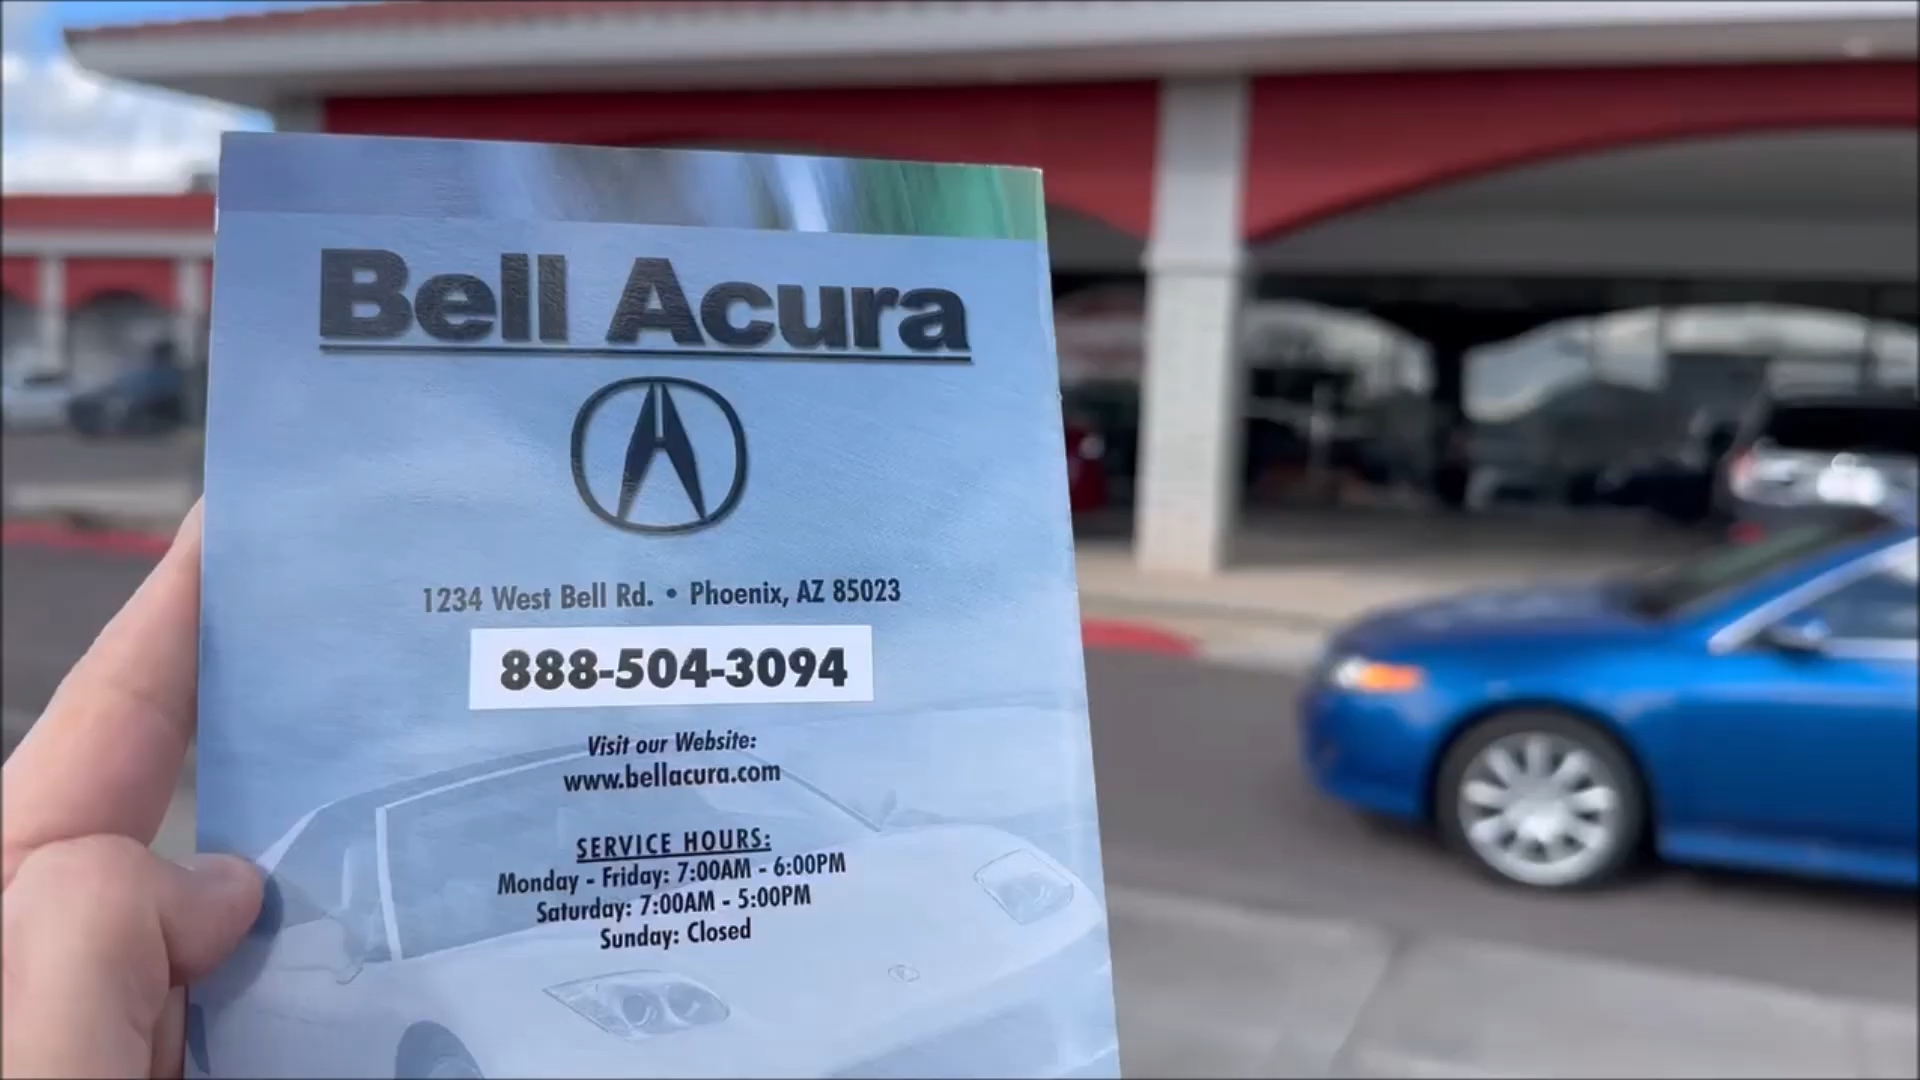 Bell Acura
1234 West Bell Rd. • Phoenix, AZ 85023
888-504-3094
Visit our Website:
www.bellacura.com
SERVICE HOURS:
Monday - Friday: 7:00AM - 6:00PM
Saturday: 7:00AM - 5:00PM
Sunday: Closed